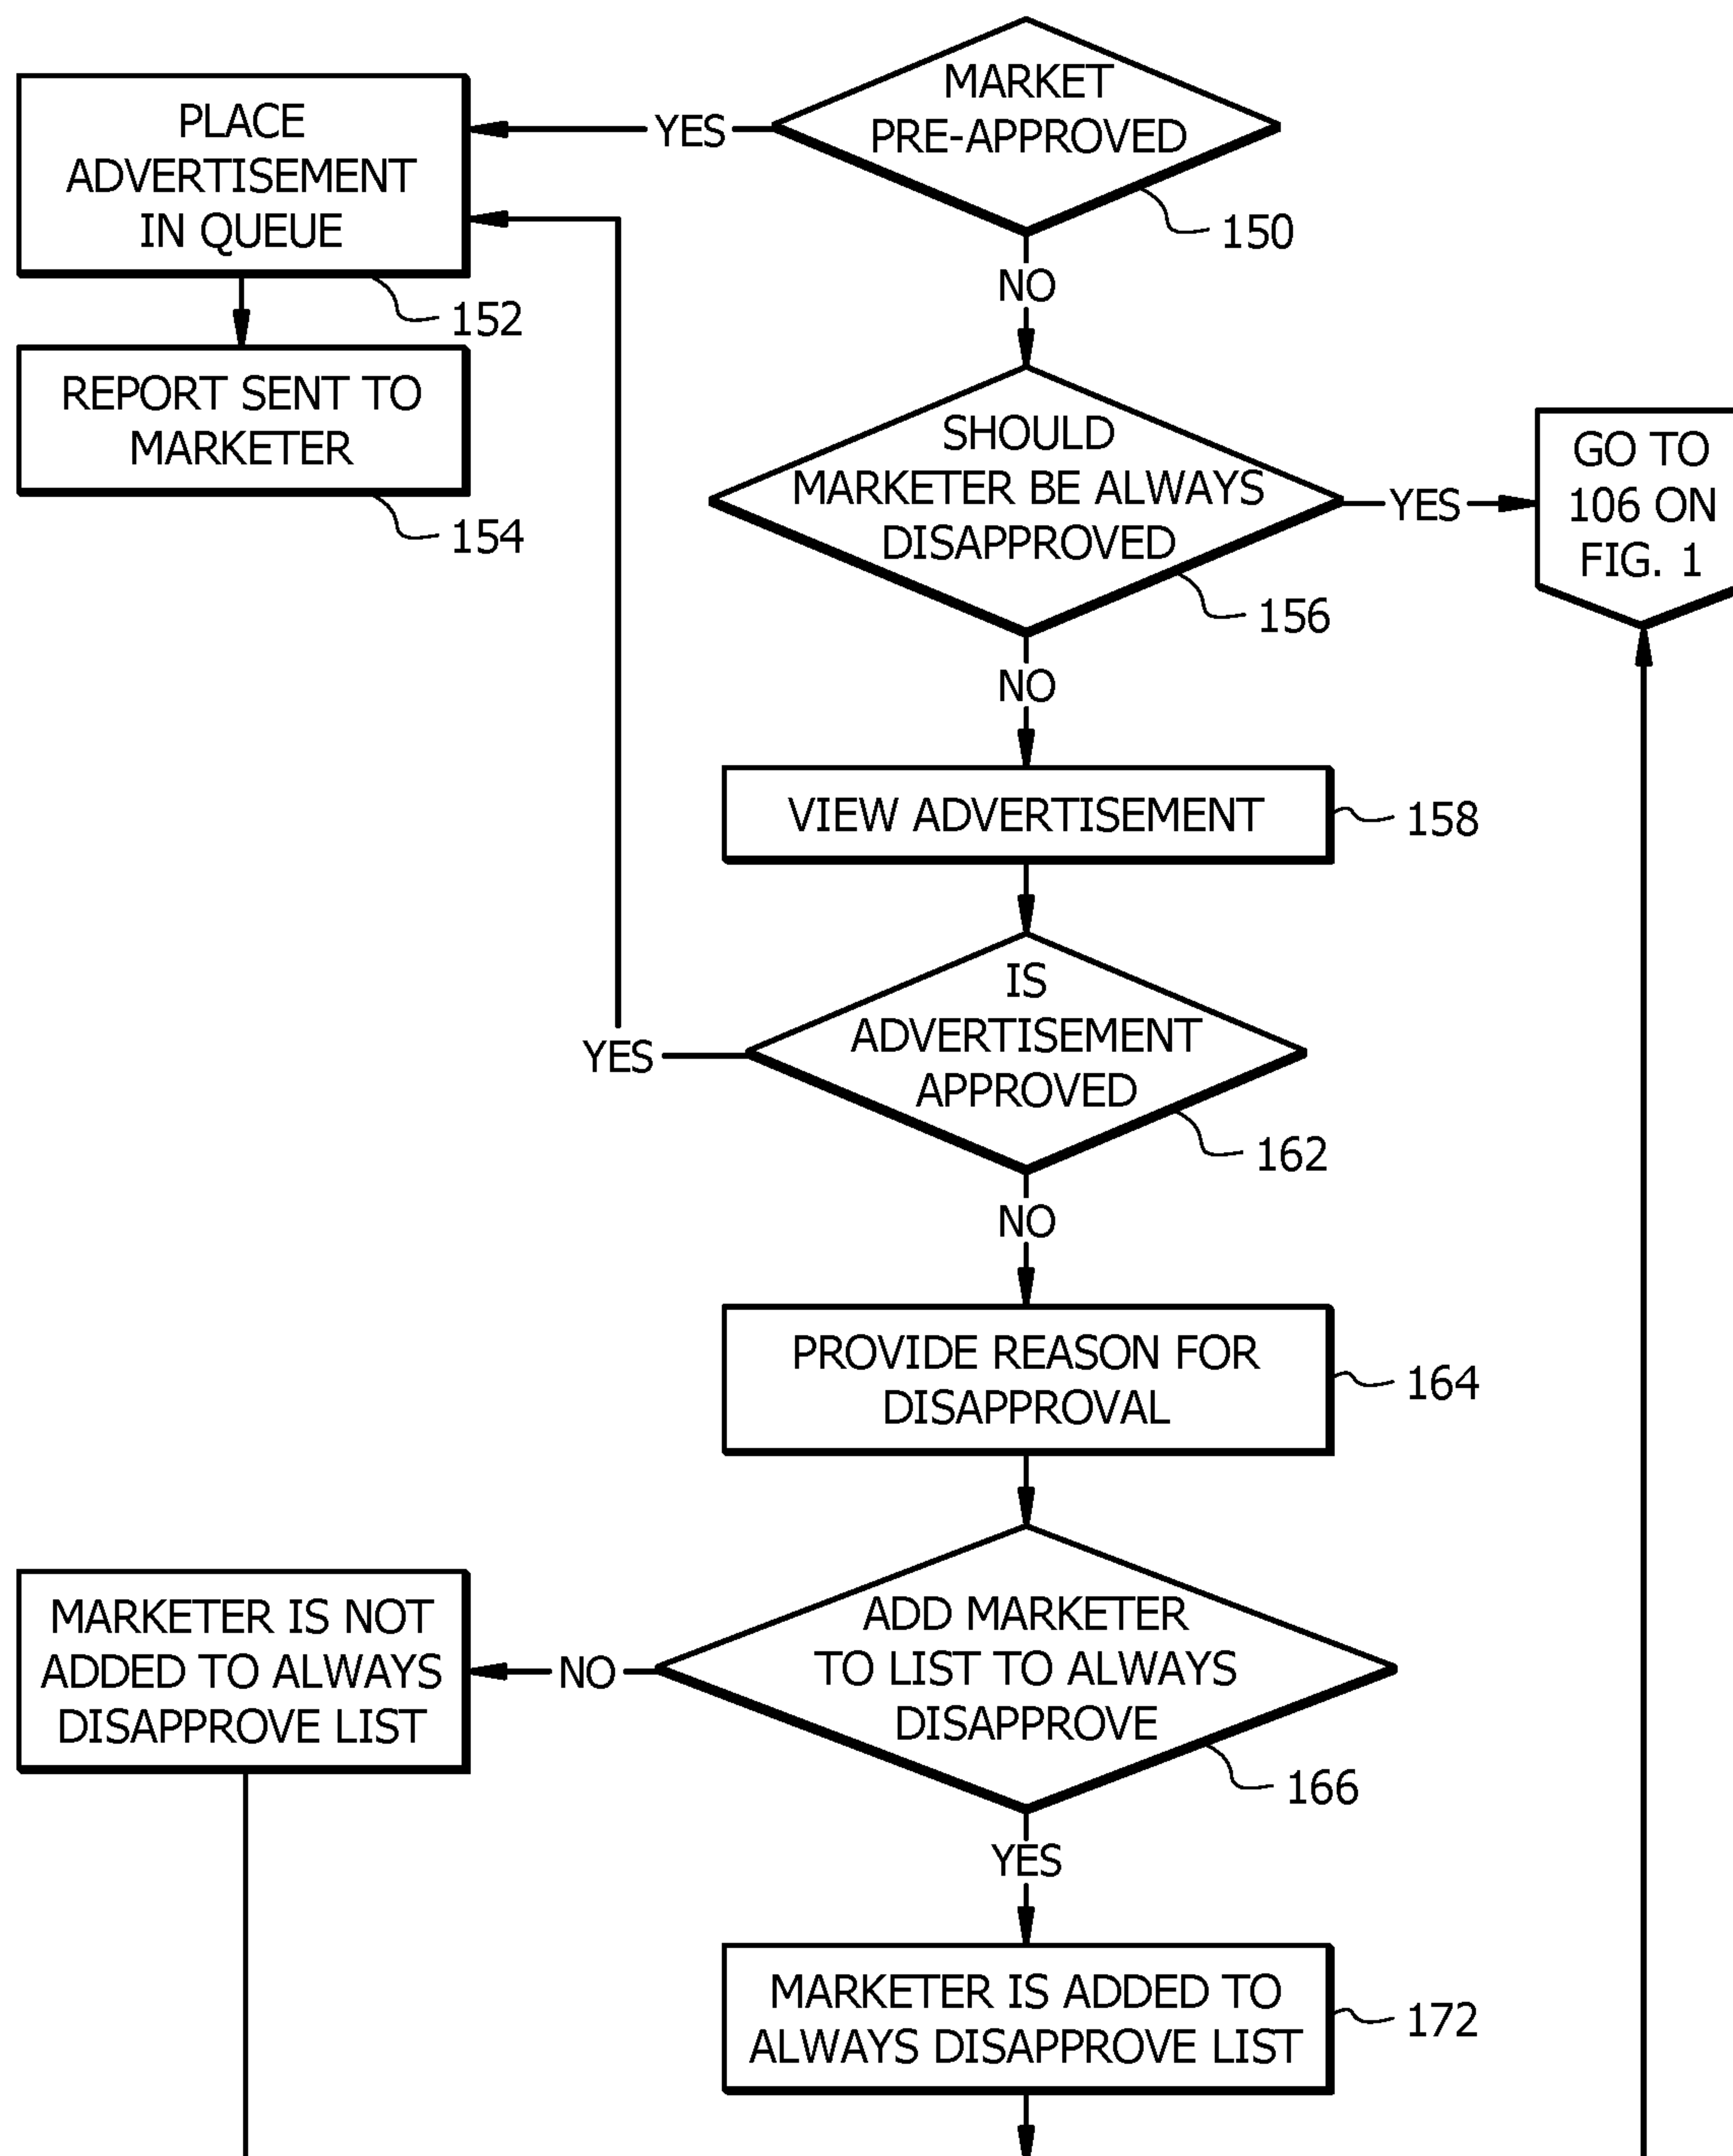 MARKET
PRE-APPROVED
150
YES
PLACE
ADVERTISEMENT
IN QUEUE
152
REPORT SENT TO
MARKETER
154
NO
SHOULD
MARKETER BE ALWAYS
DISAPPROVED
156
YES
GO TO
106 ON
FIG. 1
NO
VIEW ADVERTISEMENT
158
IS
ADVERTISEMENT
APPROVED
162
YES
NO
PROVIDE REASON FOR
DISAPPROVAL
164
ADD MARKETER
TO LIST TO ALWAYS
DISAPPROVE
166
NO
MARKETER IS NOT
ADDED TO ALWAYS
DISAPPROVE LIST
YES
MARKETER IS ADDED TO
ALWAYS DISAPPROVE LIST
172